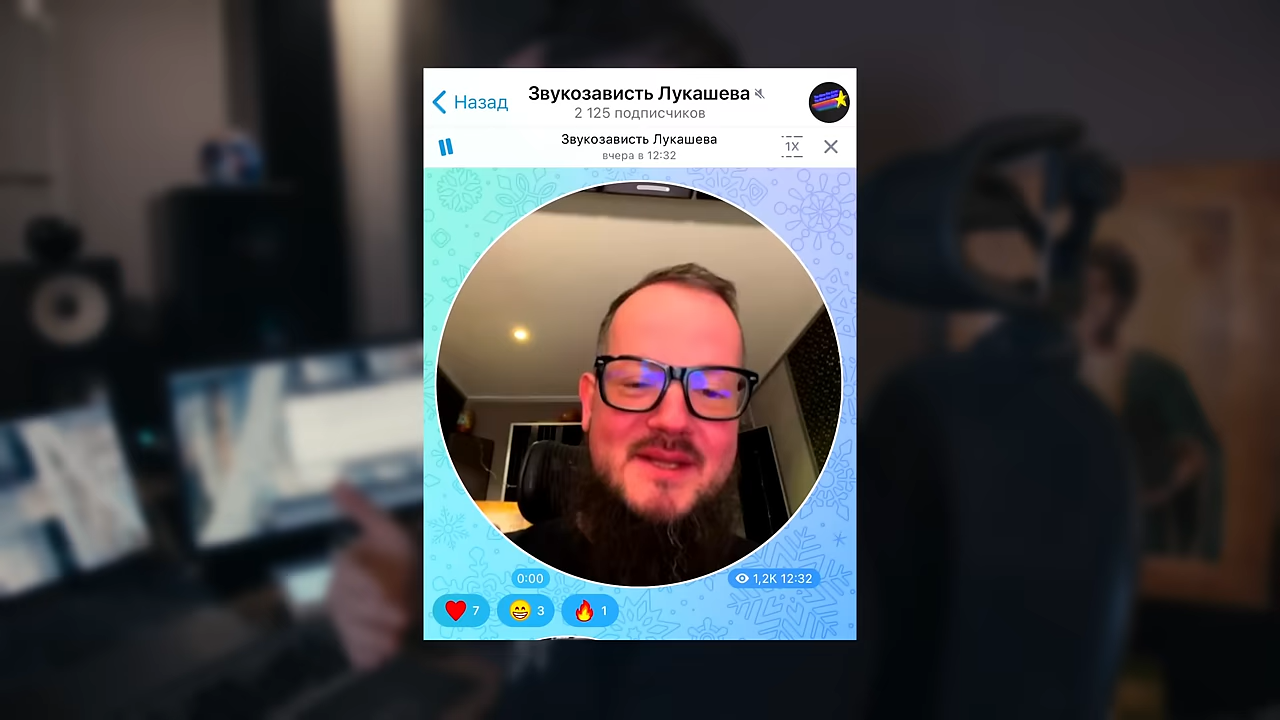 Назад
Звукозависть Лукашева
2 125 подписчиков
Звукозависть Лукашева
вчера в 12:32
1X
0:00
1,2K 12:32
7
3
1